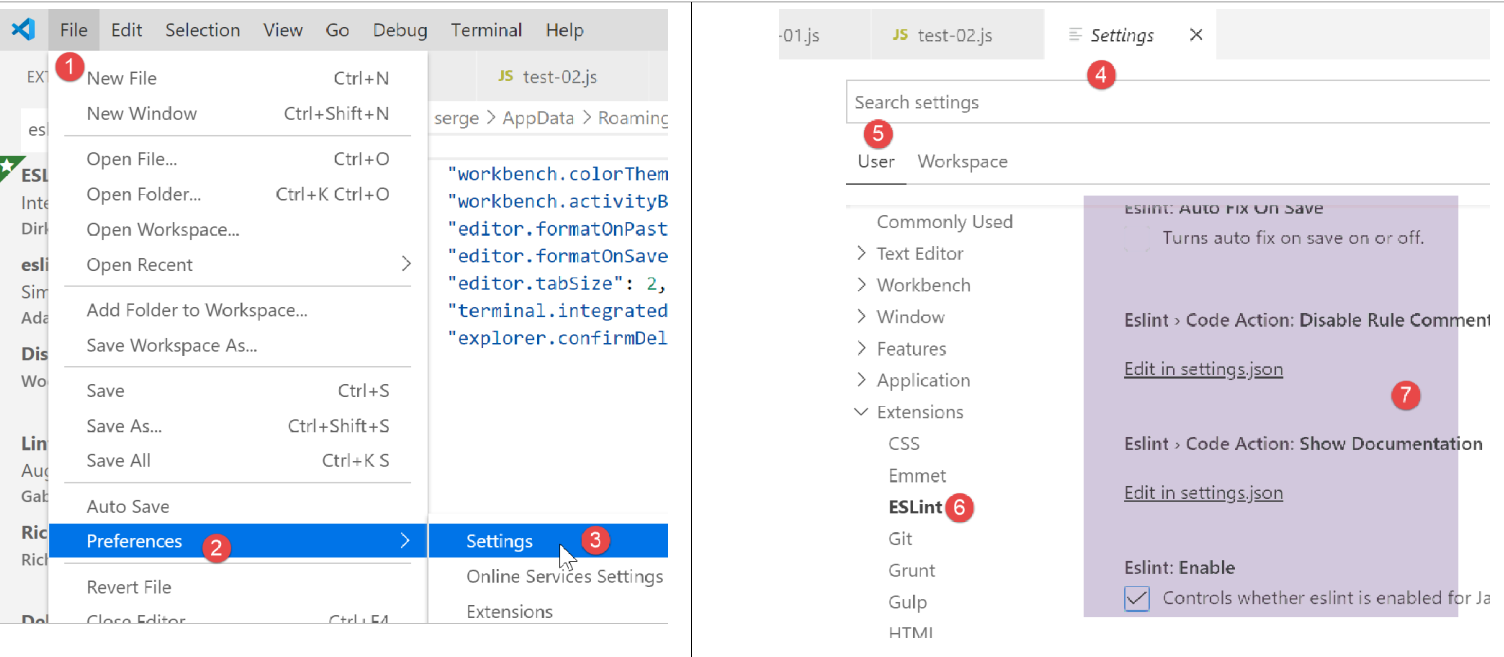 File Edit Selection View Go Debug Terminal Help
1
New File Ctrl+N
New Window Ctrl+Shift+N
Open File... Ctrl+O
Open Folder... Ctrl+K Ctrl+O
Open Workspace...
Open Recent
Add Folder to Workspace...
Save Workspace As...
Save Ctrl+S
Save As... Ctrl+Shift+S
Save All Ctrl+K S
Auto Save
Preferences 2
Revert File
Close Editor Ctrl+F4
Settings 3
Online Services Settings
Extensions
EXT
es
ESL
Inte
Dirk
esli
Sim
Ada
Dis
Wo
Lin
Aug
Gab
Ric
Rich
JS test-02.js
serge > AppData > Roaming
"workbench.colorThem
"workbench.activityB
"editor.formatOnPast
"editor.formatOnSave
"editor.tabSize": 2,
"terminal.integrated
"explorer.confirmDel
-01.js JS test-02.js Settings
4
Search settings
5
User Workspace
Commonly Used
Text Editor
Workbench
Window
Features
Application
Extensions
CSS
Emmet
ESLint 6
Git
Grunt
Gulp
HTML
Eslint: Auto Fix On Save
Turns auto fix on save on or off.
Eslint › Code Action: Disable Rule Comment
Edit in settings.json
7
Eslint › Code Action: Show Documentation
Edit in settings.json
Eslint: Enable
Controls whether eslint is enabled for Ja